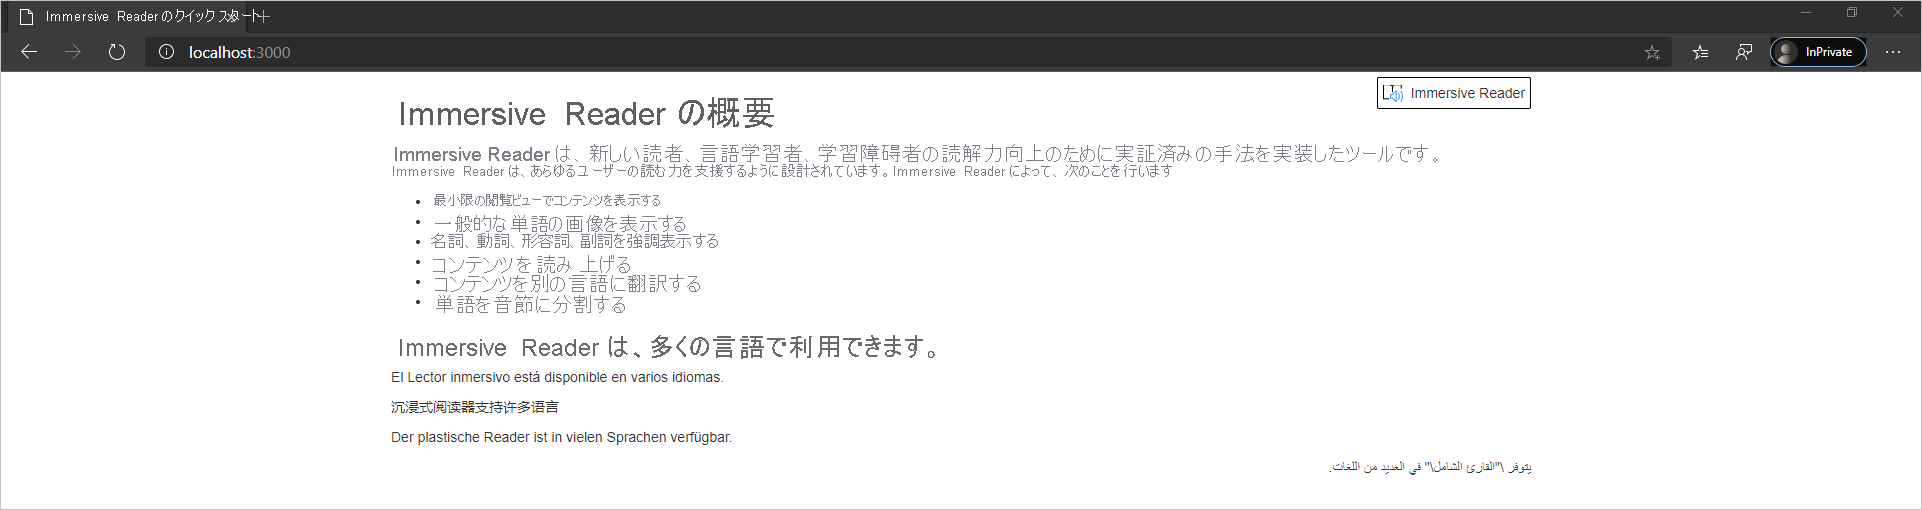 Immersive Reader のクイック スタート
localhost:3000
InPrivate
Immersive Reader
Immersive Reader の概要
Immersive Reader は、新しい読者、言語学習者、学習障碍者の読解力向上のために実証済みの手法を実装したツールです。
Immersive Reader は、あらゆるユーザーの読む力を支援するように設計されています。Immersive Reader によって、次のことを行います
最小限の閲覧ビューでコンテンツを表示する
一般的な単語の画像を表示する
名詞、動詞、形容詞、副詞を強調表示する
コンテンツを読み上げる
コンテンツを別の言語に翻訳する
単語を音節に分割する
Immersive Reader は、多くの言語で利用できます。
El Lector inmersivo está disponible en varios idiomas.
沉浸式阅读器支持许多语言
Der plastische Reader ist in vielen Sprachen verfügbar.
يتوفر \"القارئ الشامل\" في العديد من اللغات.